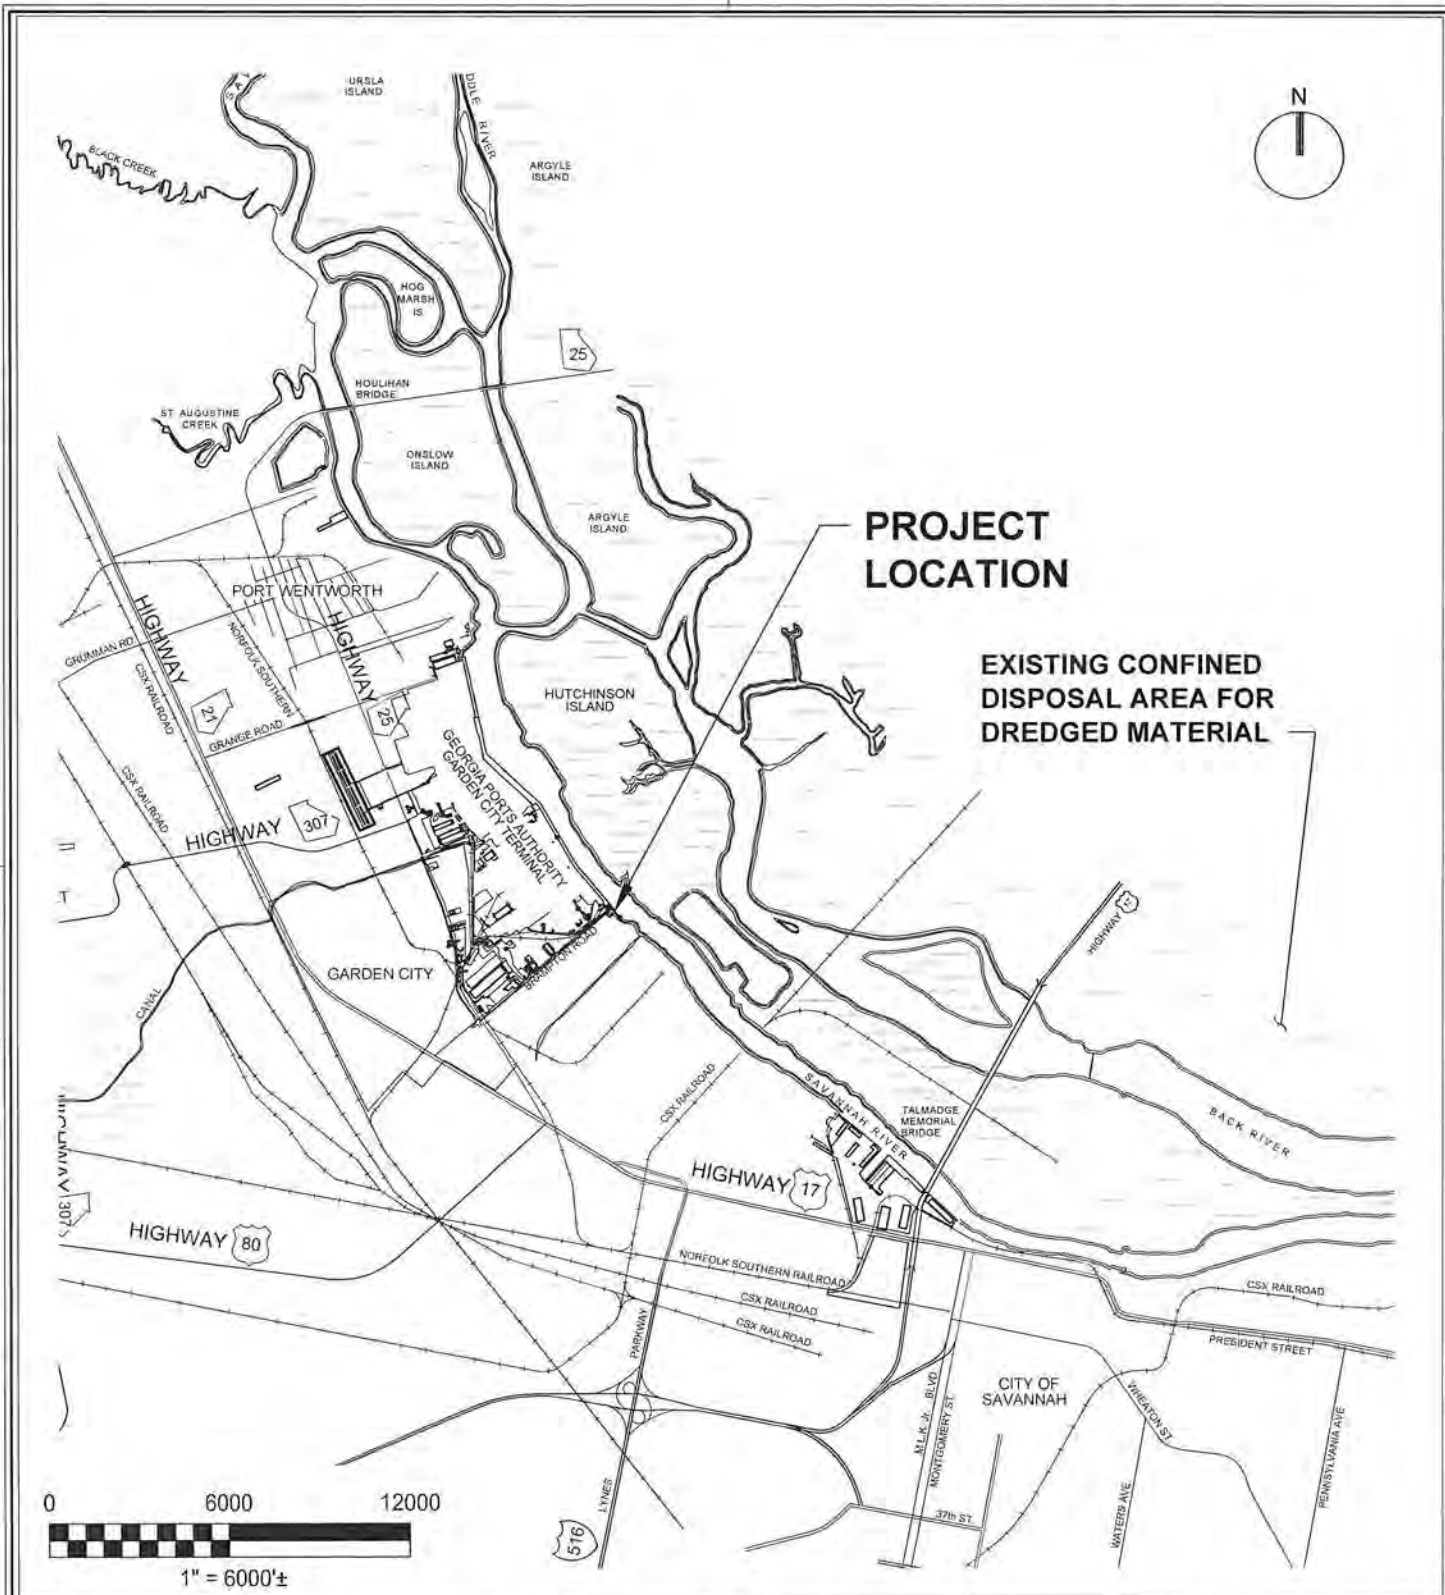 URSLA
ISLAND
N
BLACK CREEK
RIVER
ARGYLE
ISLAND
HOG
MARSH
IS
25
HOULIHAN
BRIDGE
ST AUGUSTINE
CREEK
ONSLOW
ISLAND
ARGYLE
ISLAND
PROJECT
LOCATION
PORT WENTWORTH
HIGHWAY
HIGHWAY
GRUMMAN RD
NORFOLK SOUTHERN
CSX RAILROAD
EXISTING CONFINED
DISPOSAL AREA FOR
DREDGED MATERIAL
HUTCHINSON
ISLAND
21
25
GRANGE ROAD
GEORGIA PORTS AUTHORITY
GARDEN CITY TERMINAL
CSX RAILROAD
HIGHWAY 307
HIGHWAY 17
GARDEN CITY
BRAMPTON ROAD
CANAL
CSX RAILROAD
SAVANNAH RIVER
TALMADGE
MEMORIAL
BRIDGE
BACK RIVER
HIGHWAY 17
307
HIGHWAY 80
NORFOLK SOUTHERN RAILROAD
CSX RAILROAD
CSX RAILROAD
CSX RAILROAD
PRESIDENT STREET
PARKWAY
CITY OF
SAVANNAH
M.L.K. Jr. BLVD
MONTGOMERY ST.
WHEATON ST.
PENNSYLVANIA AVE
WATERS AVE
37th ST.
LYNES
516
0 6000 12000
1" = 6000'±